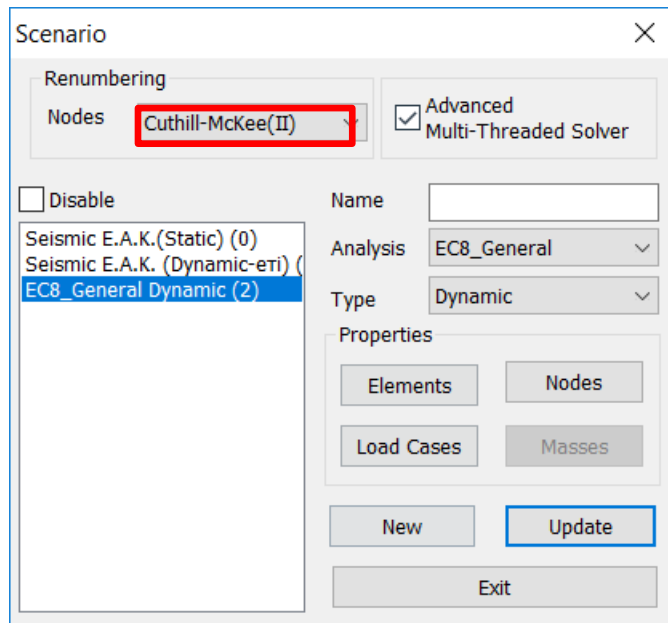 Scenario
Renumbering
Nodes
Cuthill-McKee(II)
Advanced
Multi-Threaded Solver
Disable
Name
Seismic E.A.K.(Static) (0)
Seismic E.A.K. (Dynamic-ετi) (
EC8_General Dynamic (2)
Analysis
EC8_General
Type
Dynamic
Properties
Elements
Nodes
Load Cases
Masses
New
Update
Exit